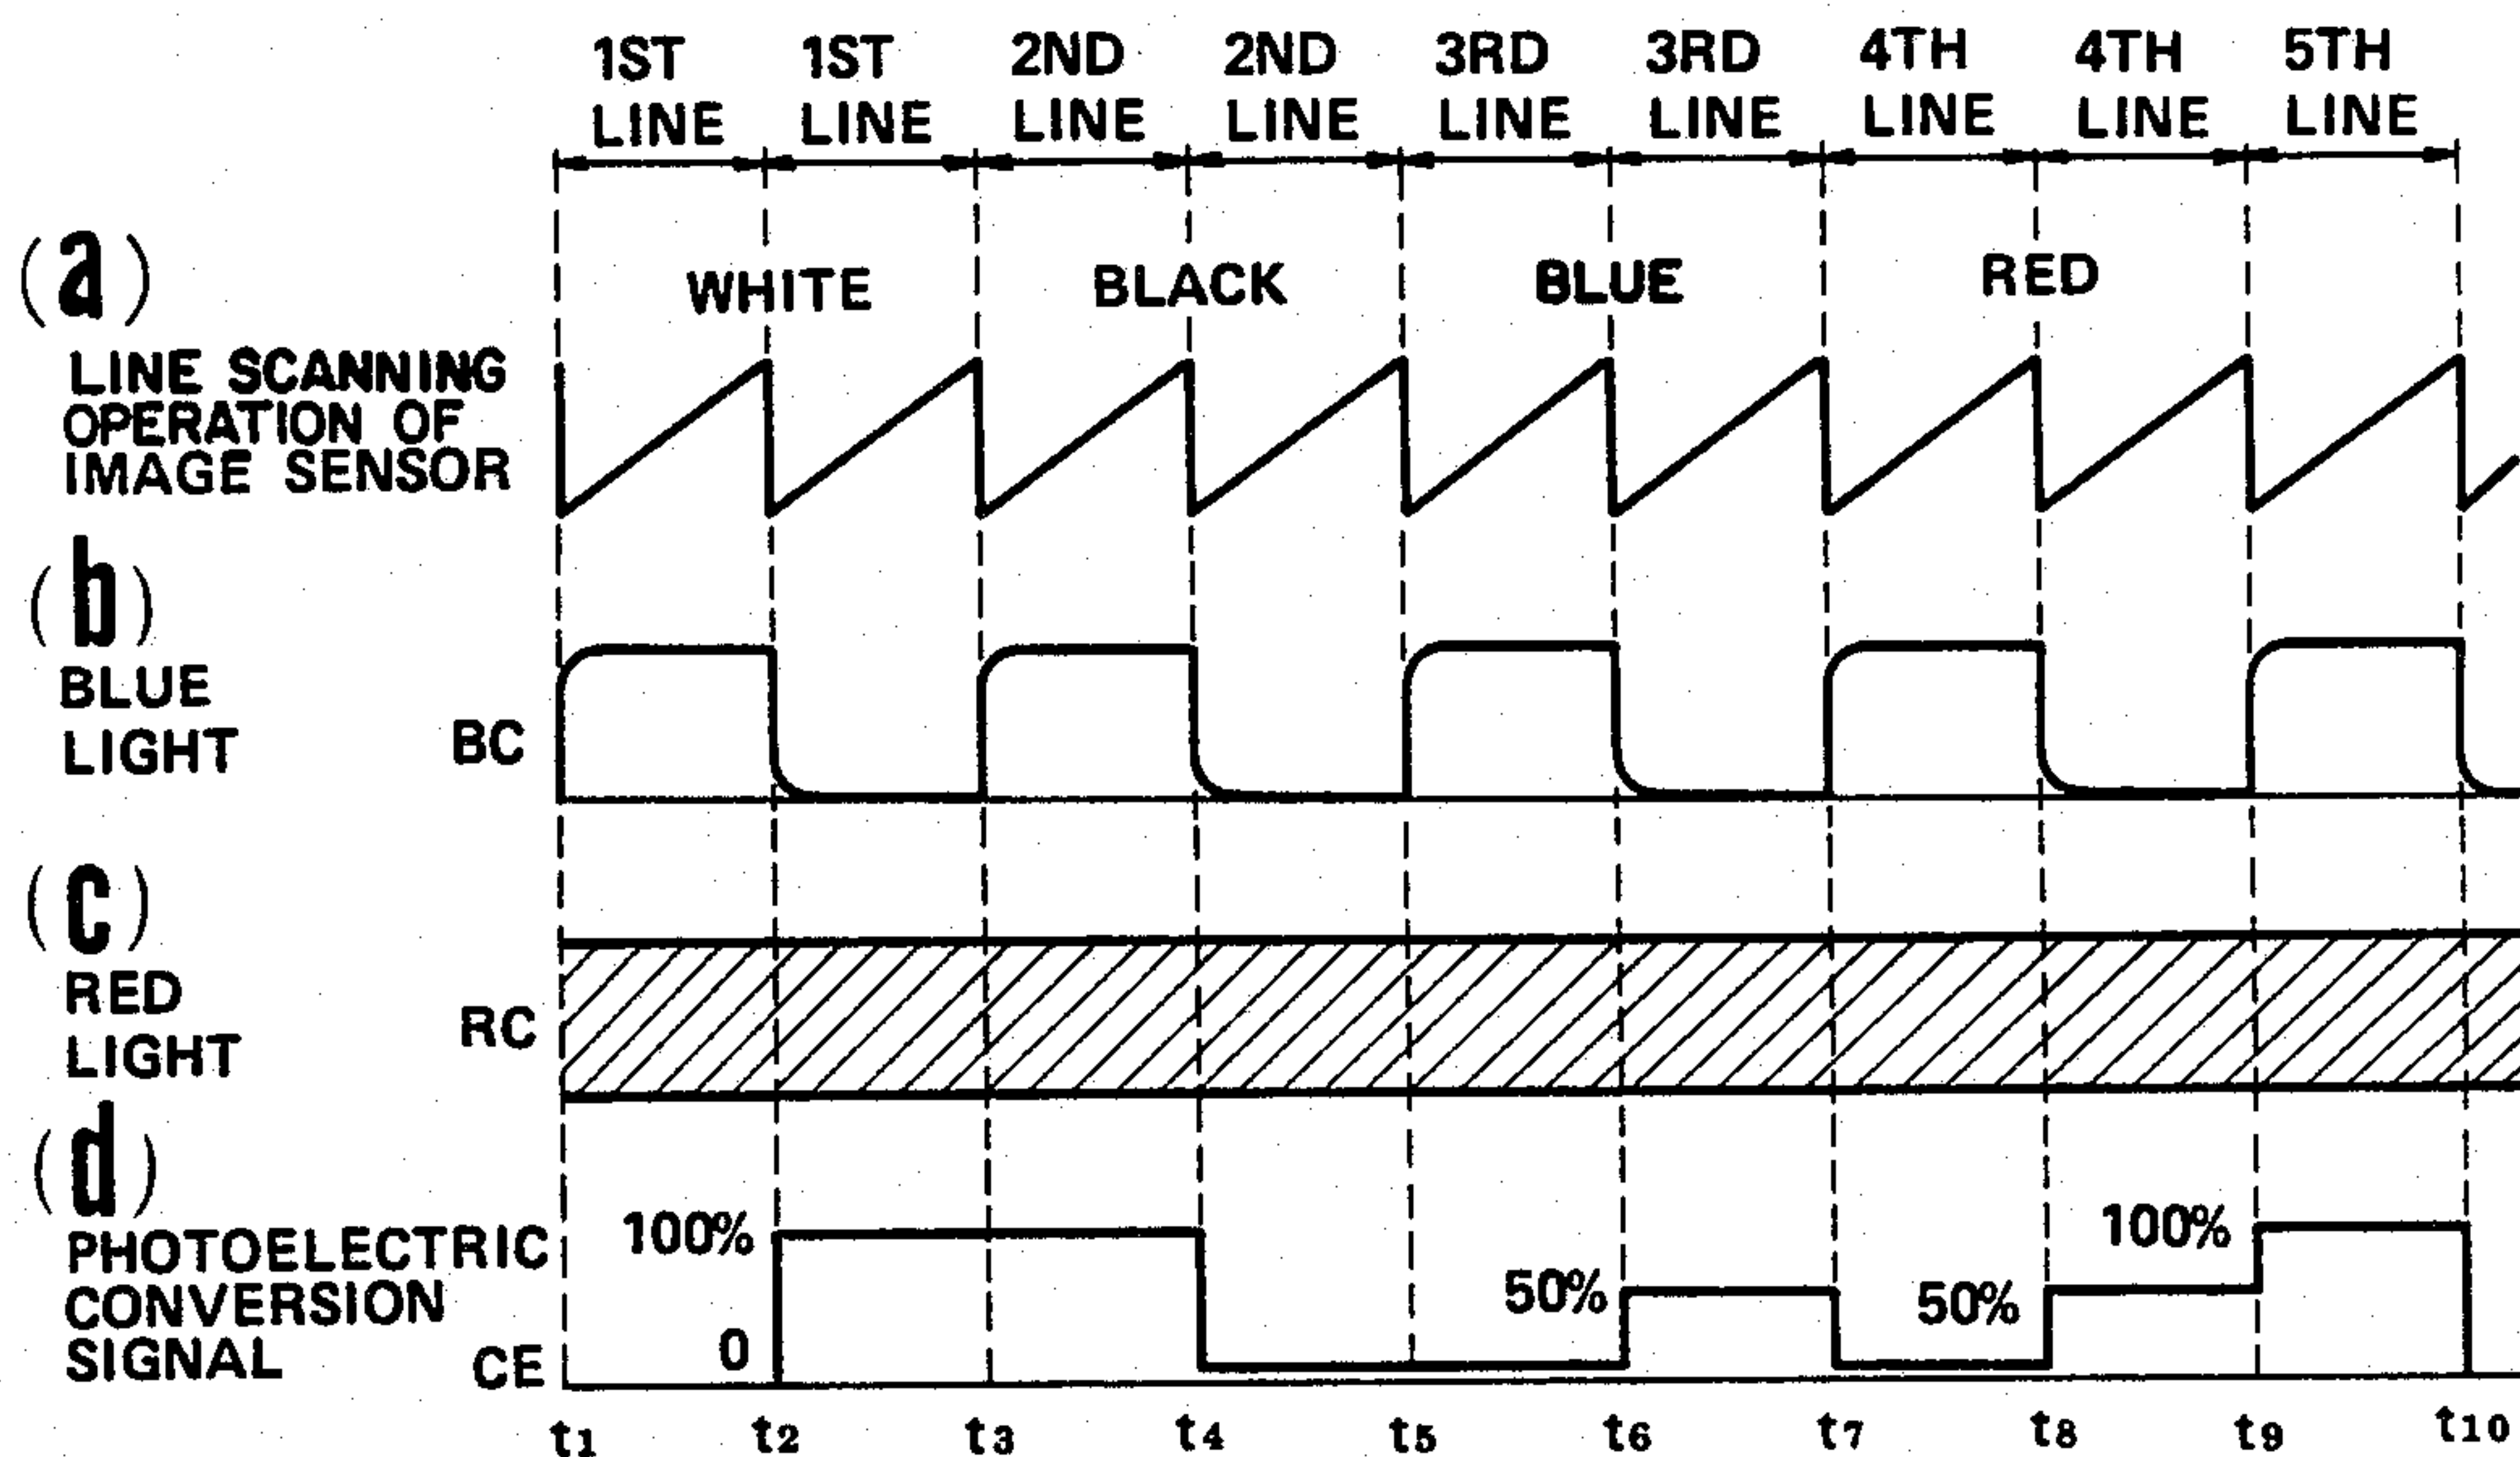 1ST LINE 1ST LINE 2ND LINE 2ND LINE 3RD LINE 3RD LINE 4TH LINE 4TH LINE 5TH LINE
(a) WHITE BLACK BLUE RED
LINE SCANNING
OPERATION OF
IMAGE SENSOR
(b)
BLUE
LIGHT BC
(c)
RED
LIGHT RC
(d)
PHOTOELECTRIC
CONVERSION
SIGNAL CE
100% 0 50% 50% 100%
t1 t2 t3 t4 t5 t6 t7 t8 t9 t10